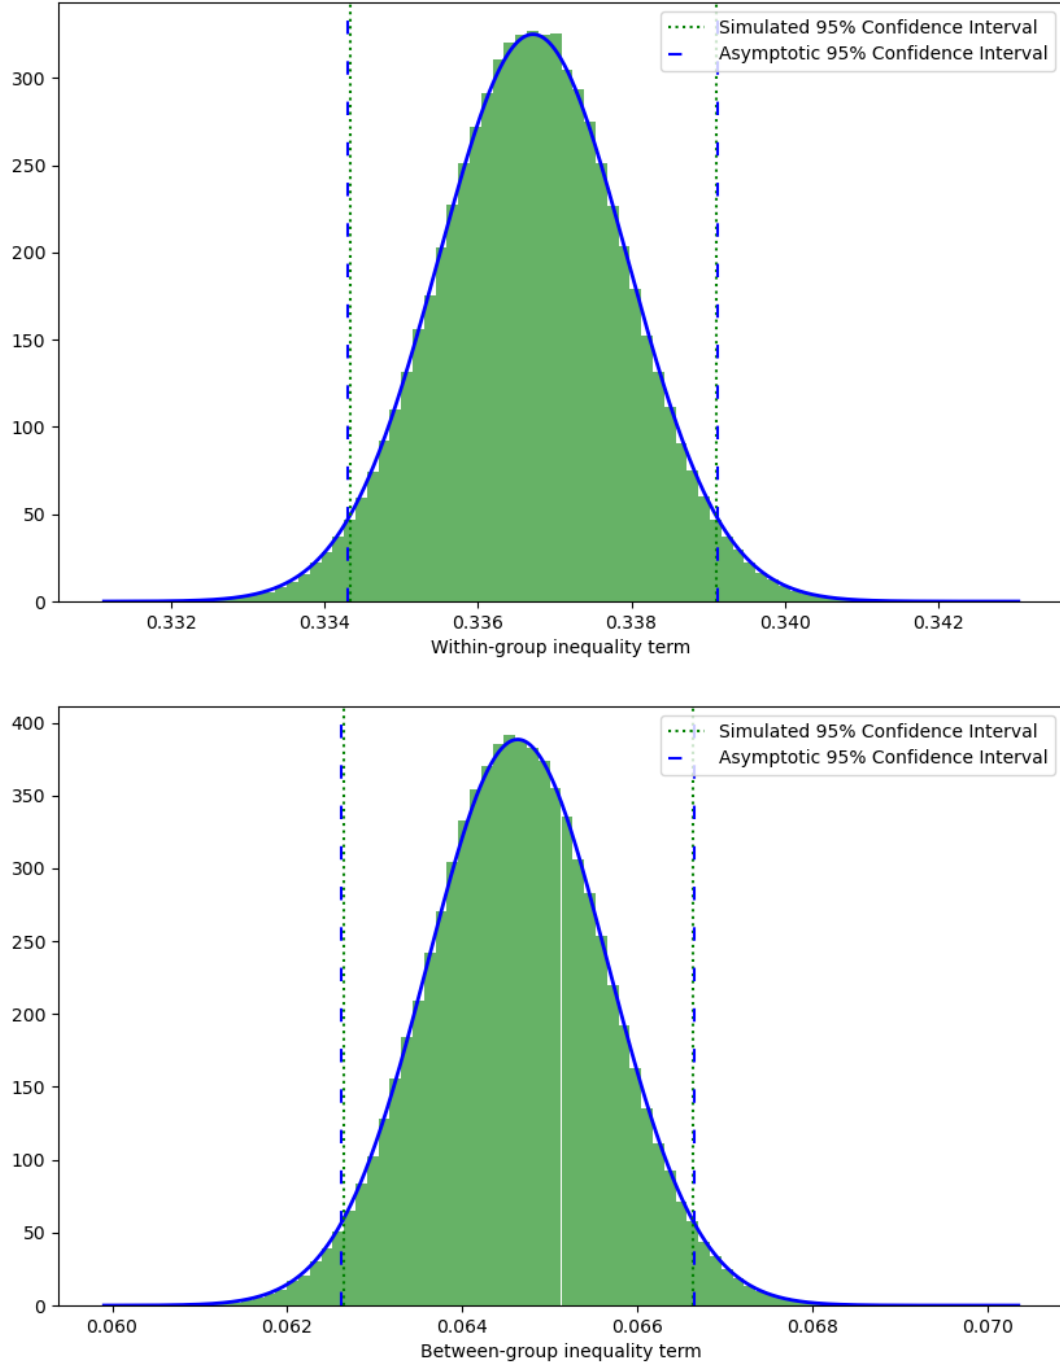 Simulated 95% Confidence Interval
Asymptotic 95% Confidence Interval
300
250
200
150
100
50
0
0.332 0.334 0.336 0.338 0.340 0.342
Within-group inequality term
Simulated 95% Confidence Interval
Asymptotic 95% Confidence Interval
400
350
300
250
200
150
100
50
0
0.060 0.062 0.064 0.066 0.068 0.070
Between-group inequality term